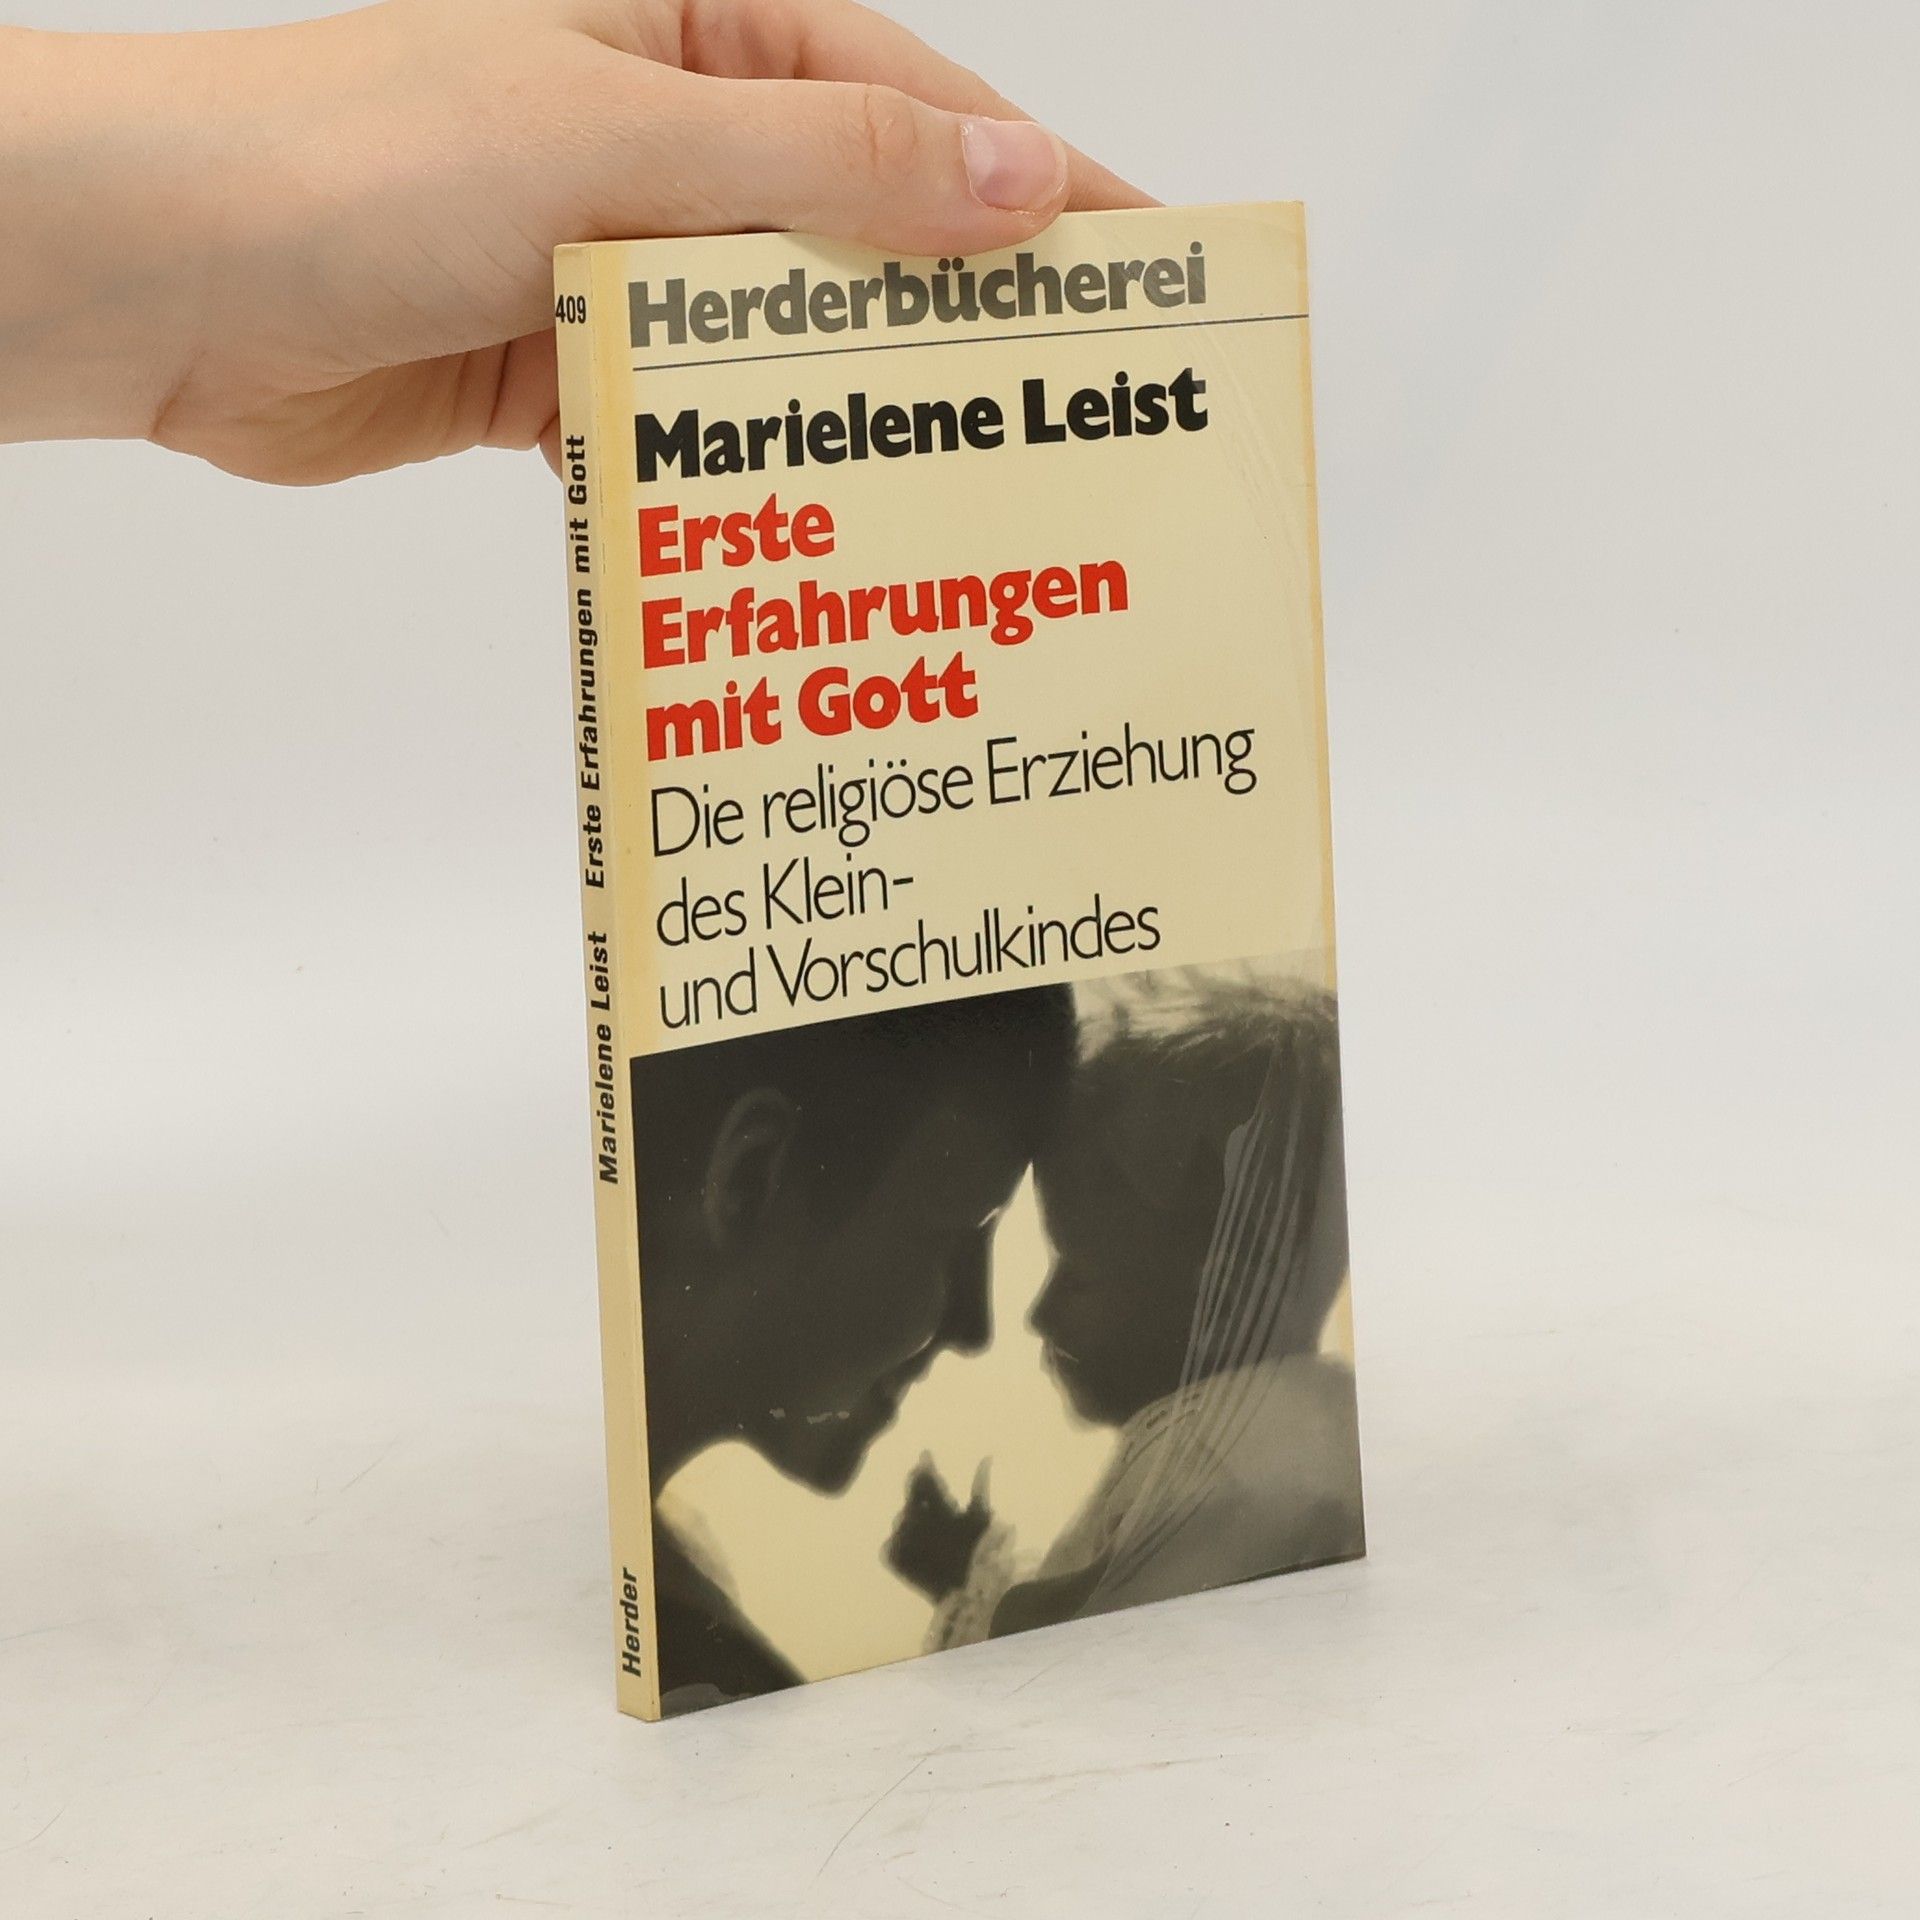 Herderbücherei
Marielene Leist
Erste
Erfahrungen
mit Gott
Die religiöse Erziehung
des Klein-
und Vorschulkindes
409
Marielene Leist Erste Erfahrungen mit Gott
Herder